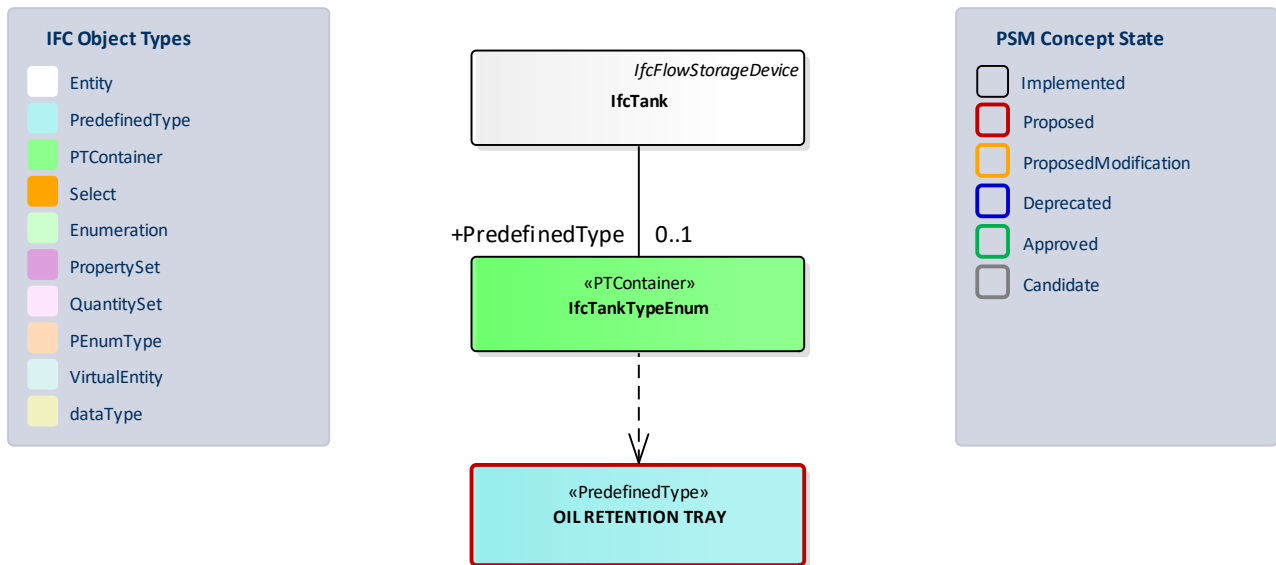 IFC Object Types
Entity
PredefinedType
PTContainer
Select
Enumeration
PropertySet
QuantitySet
PEnumType
VirtualEntity
dataType
IfcFlowStorageDevice
IfcTank
+PredefinedType 0..1
«PTContainer»
IfcTankTypeEnum
«PredefinedType»
OIL RETENTION TRAY
PSM Concept State
Implemented
Proposed
ProposedModification
Deprecated
Approved
Candidate